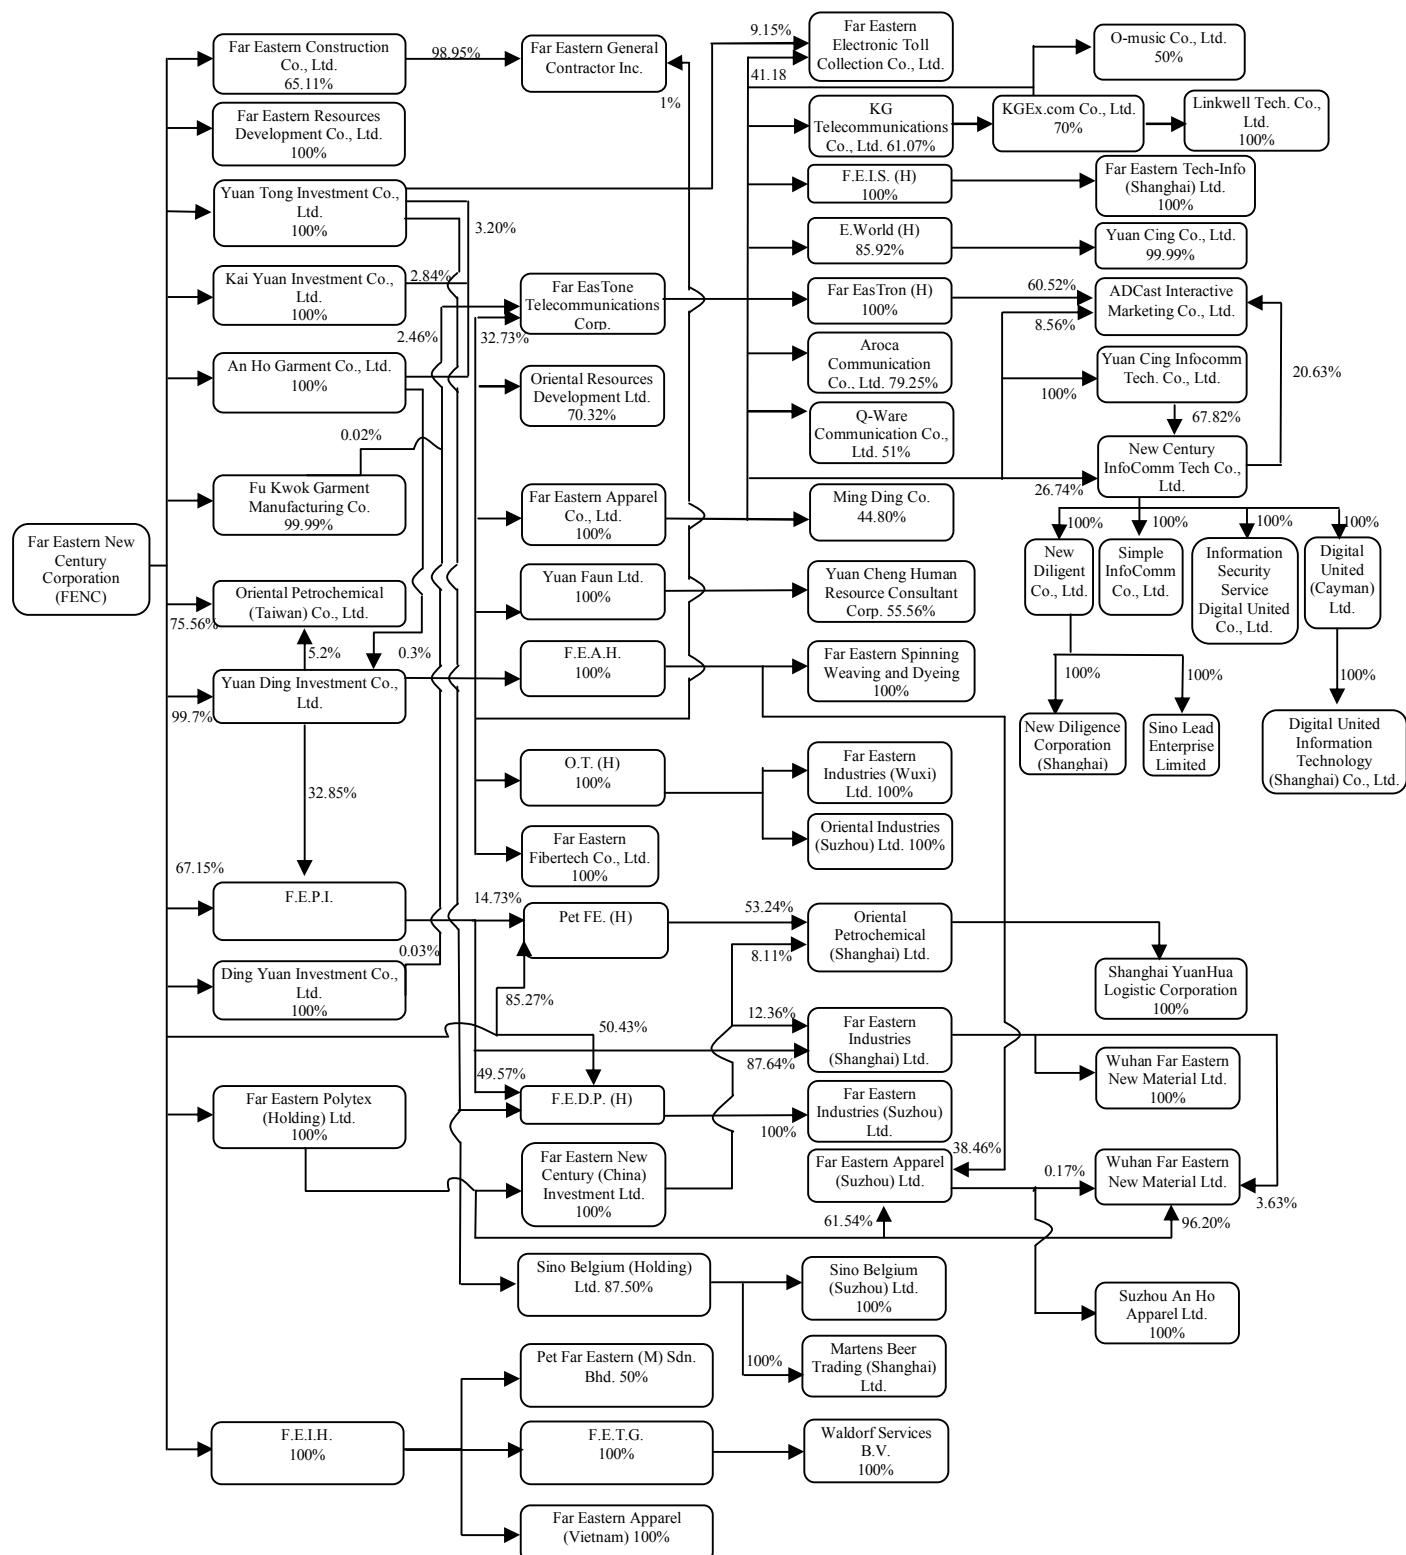 Far Eastern New
Century
Corporation
(FENC)
Far Eastern Construction
Co., Ltd.
65.11%
98.95%
Far Eastern General
Contractor Inc.
1%
Far Eastern Resources
Development Co., Ltd.
100%
Yuan Tong Investment Co.,
Ltd.
100%
3.20%
Kai Yuan Investment Co.,
Ltd.
100%
2.84%
2.46%
An Ho Garment Co., Ltd.
100%
0.02%
Fu Kwok Garment
Manufacturing Co.
99.99%
75.56%
Oriental Petrochemical
(Taiwan) Co., Ltd.
5.2%
0.3%
99.7%
Yuan Ding Investment Co.,
Ltd.
32.85%
67.15%
F.E.P.I.
0.03%
Ding Yuan Investment Co.,
Ltd.
100%
Far Eastern Polytex
(Holding) Ltd.
100%
F.E.I.H.
100%
Far EasTone
Telecommunications
Corp.
32.73%
Oriental Resources
Development Ltd.
70.32%
Far Eastern Apparel
Co., Ltd.
100%
Yuan Faun Ltd.
100%
F.E.A.H.
100%
O.T. (H)
100%
Far Eastern
Fibertech Co., Ltd.
100%
14.73%
Pet FE. (H)
85.27%
50.43%
49.57%
F.E.D.P. (H)
Far Eastern New
Century (China)
Investment Ltd.
100%
Sino Belgium (Holding)
Ltd. 87.50%
Pet Far Eastern (M) Sdn.
Bhd. 50%
F.E.T.G.
100%
Far Eastern Apparel
(Vietnam) 100%
9.15%
Far Eastern
Electronic Toll
Collection Co., Ltd.
41.18
O-music Co., Ltd.
50%
KG
Telecommunications
Co., Ltd. 61.07%
KGEx.com Co., Ltd.
70%
Linkwell Tech. Co.,
Ltd.
100%
F.E.I.S. (H)
100%
Far Eastern Tech-Info
(Shanghai) Ltd.
100%
E.World (H)
85.92%
Yuan Cing Co., Ltd.
99.99%
Far EasTron (H)
100%
60.52%
ADCast Interactive
Marketing Co., Ltd.
8.56%
20.63%
Aroca
Communication
Co., Ltd. 79.25%
Yuan Cing Infocomm
Tech. Co., Ltd.
100%
67.82%
Q-Ware
Communication Co.,
Ltd. 51%
New Century
InfoComm Tech Co.,
Ltd.
26.74%
Ming Ding Co.
44.80%
100%
100%
100%
100%
New
Diligent
Co., Ltd.
Simple
InfoComm
Co., Ltd.
Information
Security
Service
Digital United
Co., Ltd.
Digital
United
(Cayman)
Ltd.
100%
100%
100%
New Diligence
Corporation
(Shanghai)
Sino Lead
Enterprise
Limited
Digital United
Information
Technology
(Shanghai) Co., Ltd.
Yuan Cheng Human
Resource Consultant
Corp. 55.56%
Far Eastern Spinning
Weaving and Dyeing
100%
Far Eastern
Industries (Wuxi)
Ltd. 100%
Oriental Industries
(Suzhou) Ltd. 100%
53.24%
8.11%
Oriental
Petrochemical
(Shanghai) Ltd.
Shanghai YuanHua
Logistic Corporation
100%
12.36%
87.64%
Far Eastern
Industries
(Shanghai) Ltd.
Wuhan Far Eastern
New Material Ltd.
100%
100%
Far Eastern
Industries (Suzhou)
Ltd.
38.46%
Far Eastern Apparel
(Suzhou) Ltd.
61.54%
0.17%
Wuhan Far Eastern
New Material Ltd.
3.63%
96.20%
Sino Belgium
(Suzhou) Ltd.
100%
Suzhou An Ho
Apparel Ltd.
100%
100%
Martens Beer
Trading (Shanghai)
Ltd.
Waldorf Services
B.V.
100%